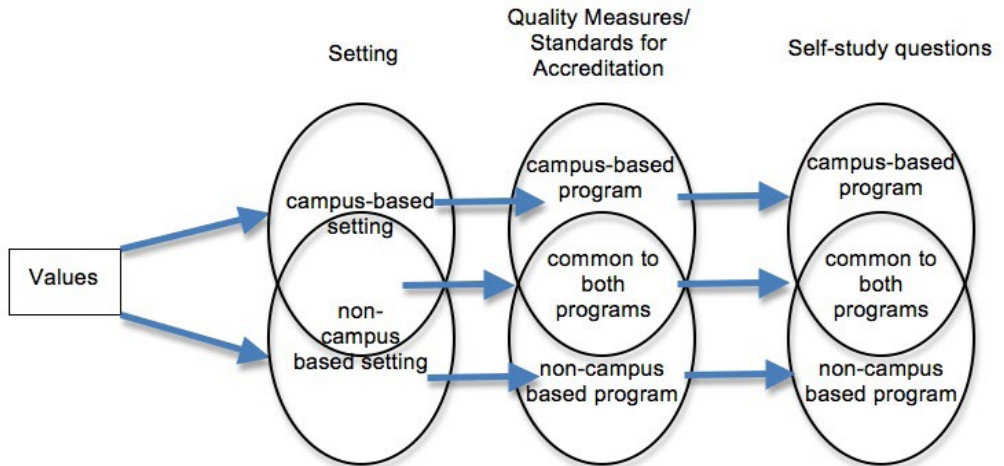 Setting
Quality Measures/
Standards for
Accreditation
Self-study questions
Values
campus-based
setting
non-
campus
based setting
campus-based
program
common to
both
programs
non-campus
based program
campus-based
program
common to
both
programs
non-campus
based program